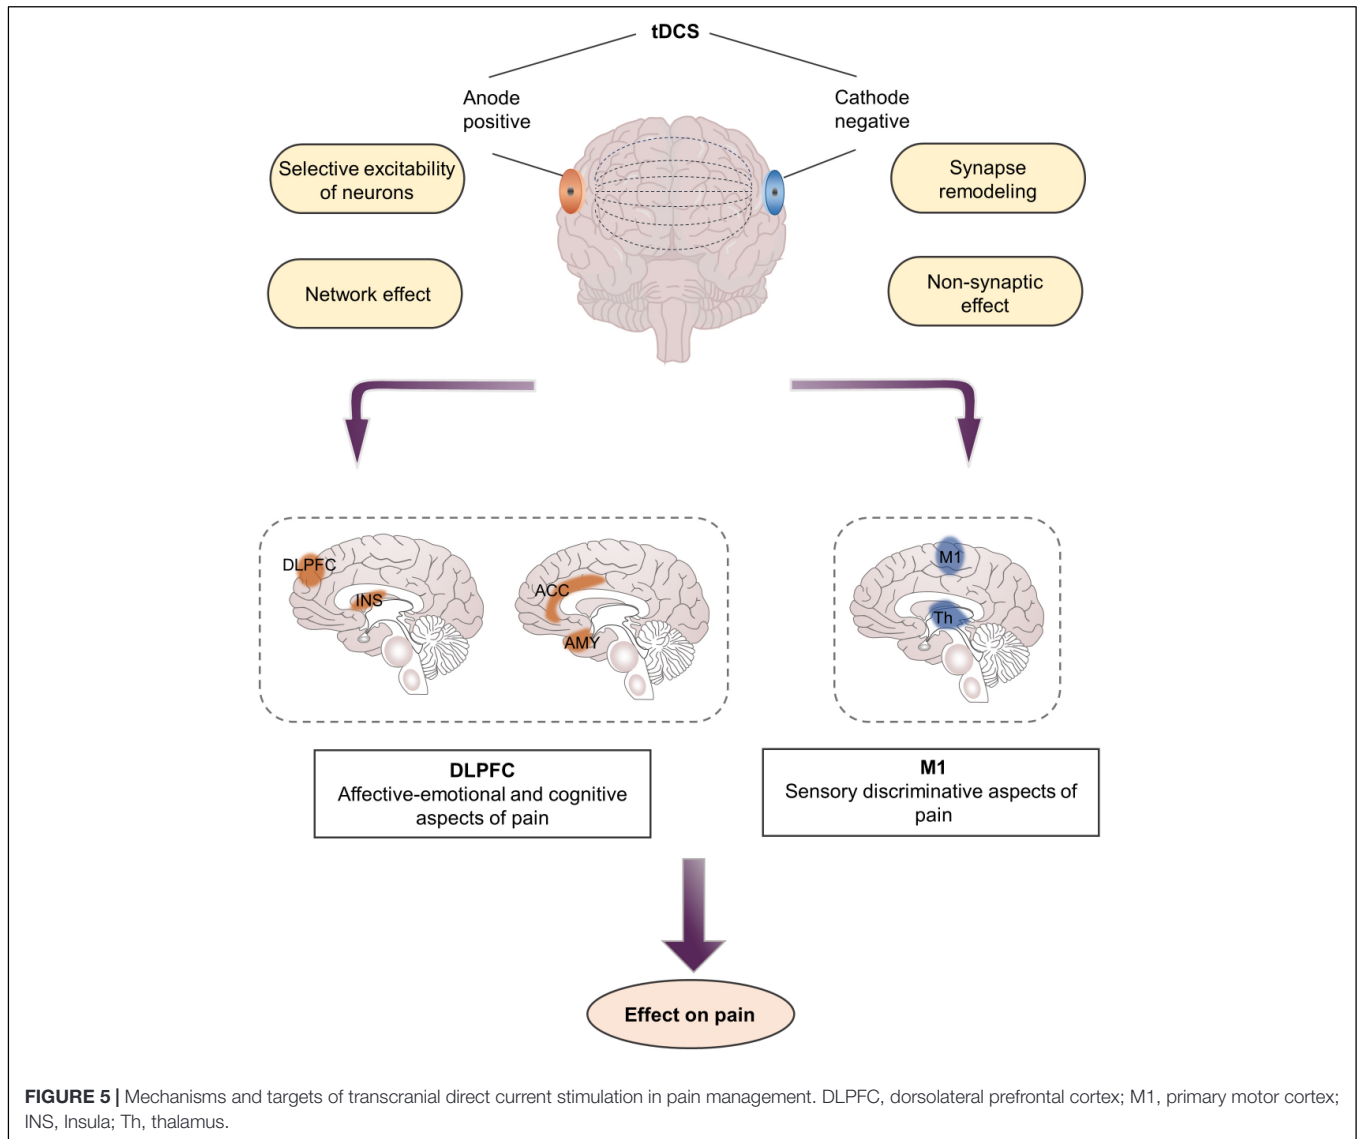 tDCS
Anode
positive
Cathode
negative
Selective excitability
of neurons
Synapse
remodeling
Network effect
Non-synaptic
effect
DLPFC
INS
ACC
AMY
M1
Th
DLPFC
Affective-emotional and cognitive
aspects of pain
M1
Sensory discriminative aspects of
pain
Effect on pain
FIGURE 5 | Mechanisms and targets of transcranial direct current stimulation in pain management. DLPFC, dorsolateral prefrontal cortex; M1, primary motor cortex;
INS, Insula; Th, thalamus.